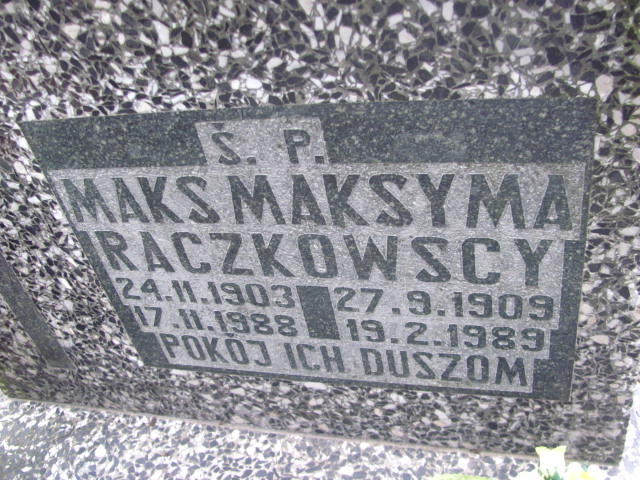 Ś. P.
MAKS MAKSYMA
RACZKOWSCY
24.11.1903 27.9.1909
17.11.1988 19.2.1989
POKÓJ ICH DUSZOM